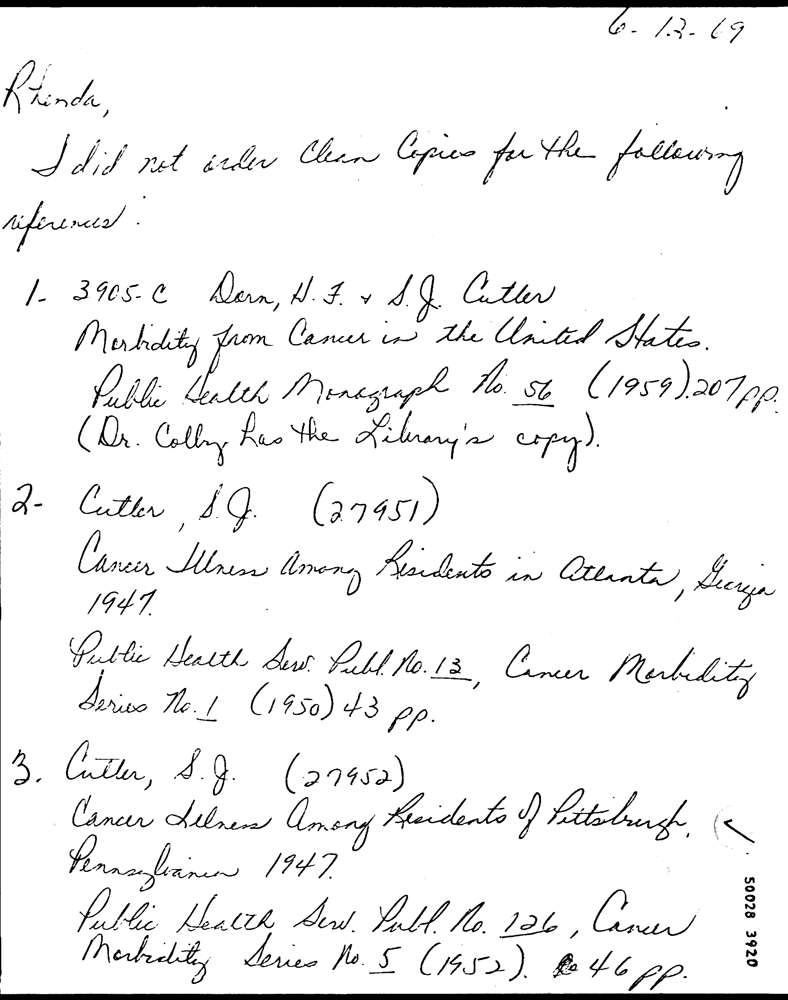 6-12-69
Rhonda,
I did not order Clean Copies for the following
references:
1- 3905-C Dorn, H. F. + S. J. Cutler
Morbidity from Cancer in the United States.
Public Health Monograph No. 56 (1959). 207 pp.
(Dr. Colby has the Library's copy).
2- Cutler, S. J. (27951)
Cancer Illness Among Residents in Atlanta, Georgia
1947.
Public Health Serv. Publ. No. 13, Cancer Morbidity
Series No. 1 (1950) 43 pp.
3. Cutler, S. J. (27952)
Cancer Illness Among Residents of Pittsburgh,
Pennsylvania 1947.
Public Health Serv. Publ. No. 126, Cancer
Morbidity Series No. 5 (1952). 46 pp.
50028 3920